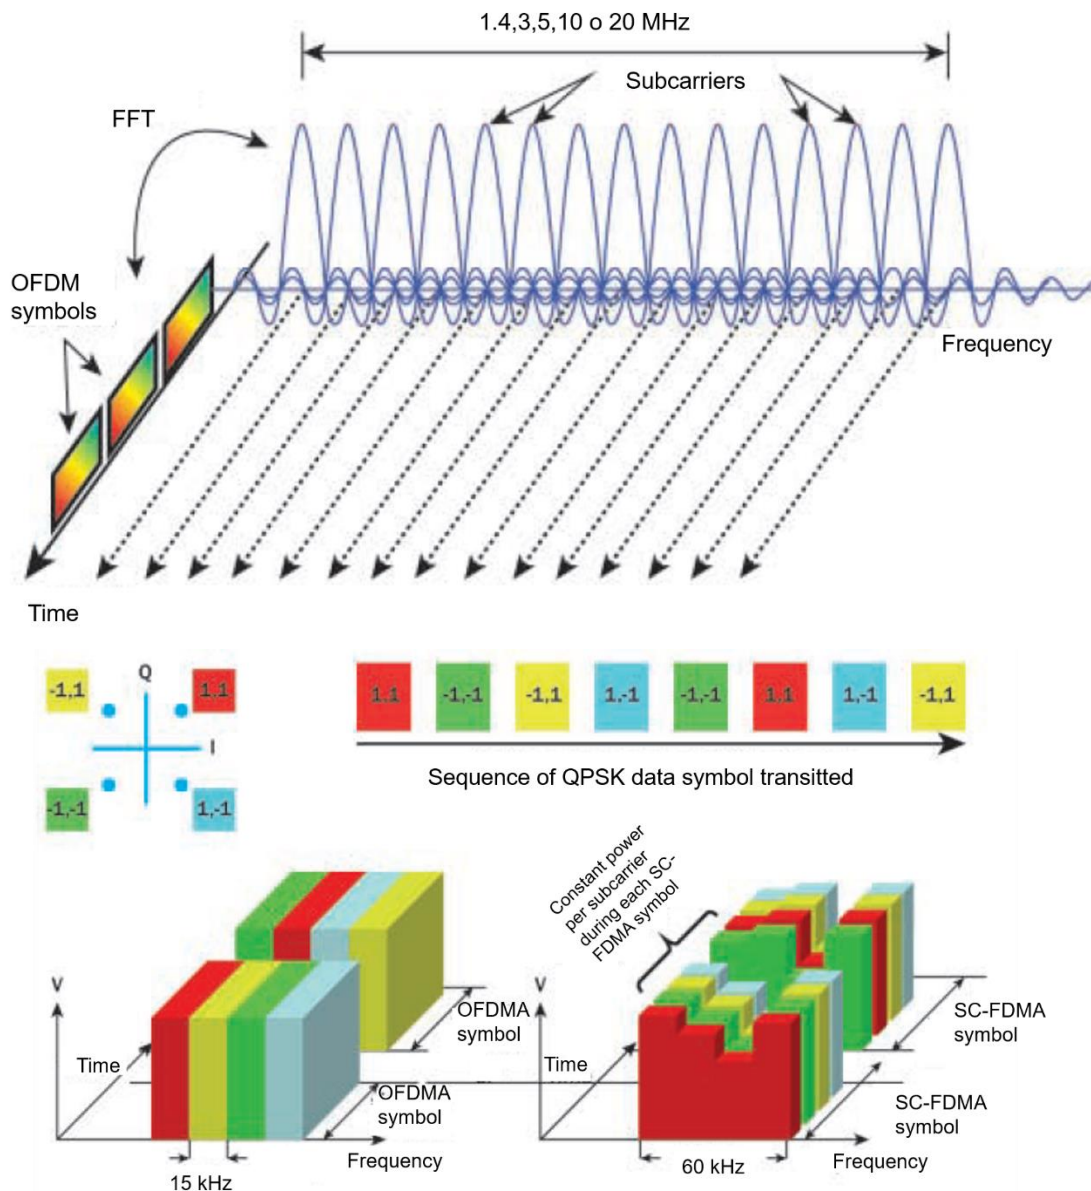 1.4,3,5,10 o 20 MHz
Subcarriers
FFT
OFDM
symbols
Frequency
Time
-1,1
Q
1.1
I
-1,-1
1,-1
1.1
-1,-1
-1,1
1,-1
-1,-1
1.1
1,-1
-1,1
Sequence of QPSK data symbol transitted
Constant power
per subcarrier
during each SC-
FDMA symbol
V
Time
OFDMA
symbol
OFDMA
symbol
Frequency
15 kHz
V
Time
SC-FDMA
symbol
SC-FDMA
symbol
60 kHz
Frequency